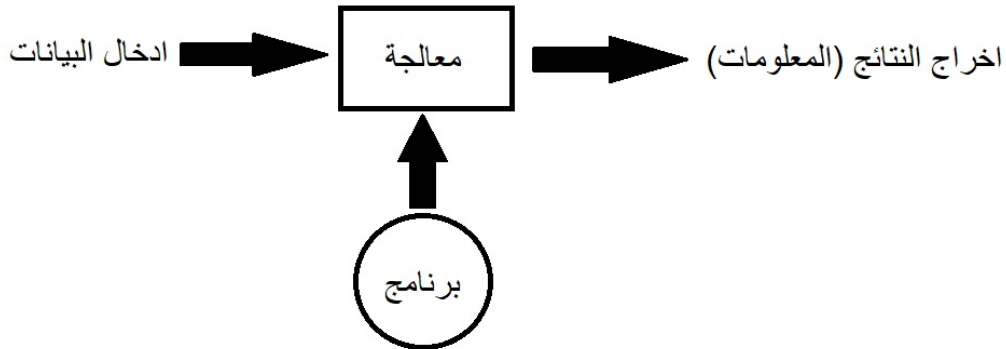 ادخال البيانات
معالجة
اخراج النتائج (المعلومات)
برنامج